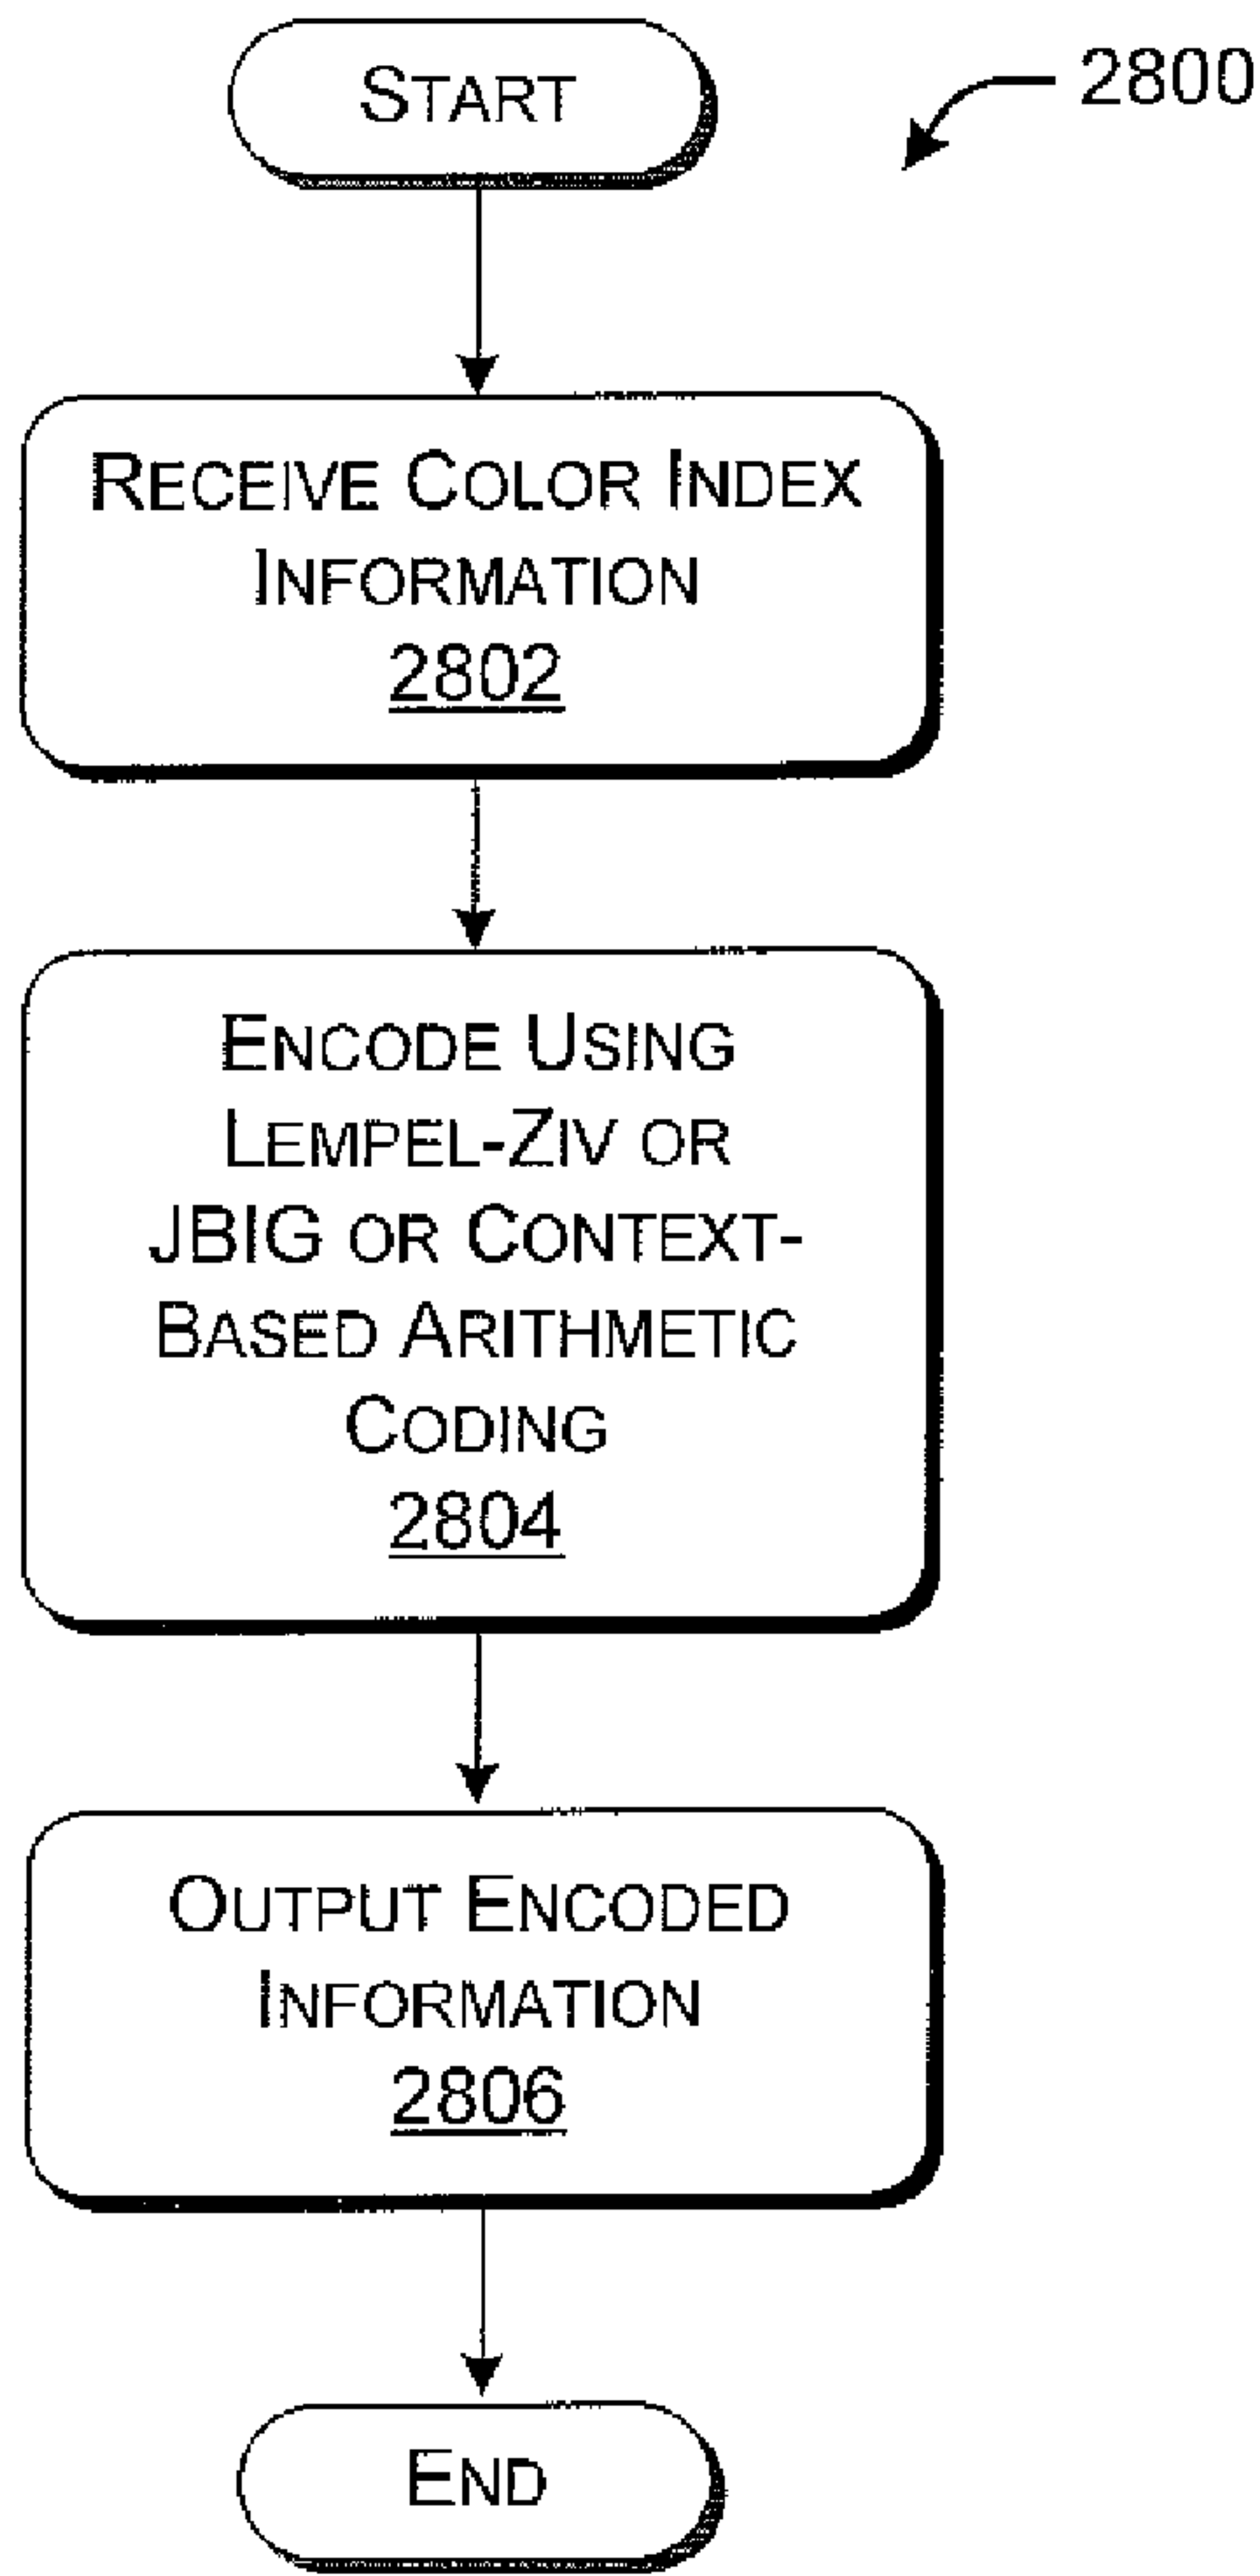 START
2800
RECEIVE COLOR INDEX
INFORMATION
2802
ENCODE USING
LEMPEL-ZIV OR
JBIG OR CONTEXT-
BASED ARITHMETIC
CODING
2804
OUTPUT ENCODED
INFORMATION
2806
END